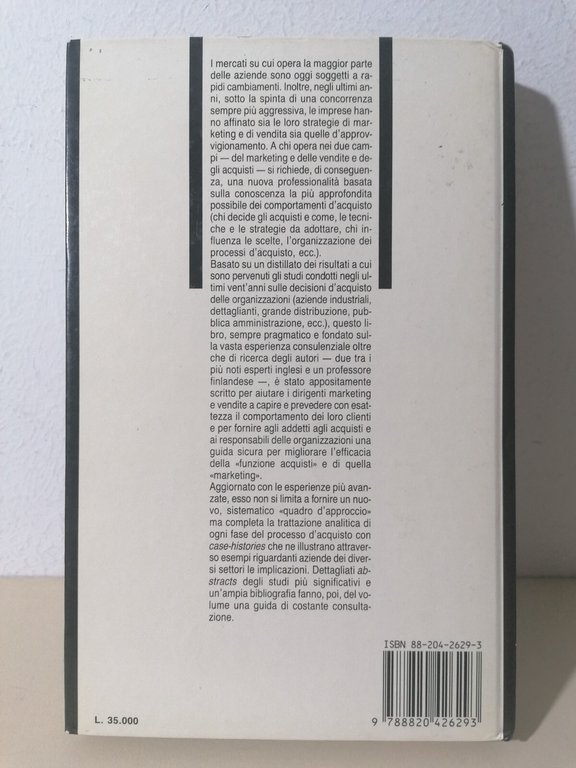 I mercati su cui opera la maggior parte
delle aziende sono oggi soggetti a ra-
pidi cambiamenti. Inoltre, negli ultimi an-
ni, sotto la spinta di una concorrenza
sempre più aggressiva, le imprese han-
no affinato sia le loro strategie di mar-
keting e di vendita sia quelle d'approv-
vigionamento. A chi opera nei due cam-
pi — del marketing e delle vendite e de-
gli acquisti — si richiede, di conseguen-
za, una nuova professionalità basata
sulla conoscenza la più approfondita
possibile dei comportamenti d'acquisto
(chi decide gli acquisti e come, le tecni-
che e le strategie da adottare, chi in-
fluenza le scelte, l'organizzazione dei
processi d'acquisto, ecc.).
Basato su un distillato dei risultati a cui
sono pervenuti gli studi condotti negli ul-
timi vent'anni sulle decisioni d'acquisto
delle organizzazioni (aziende industriali,
dettaglianti, grande distribuzione, pub-
blica amministrazione, ecc.), questo li-
bro, sempre pragmatico e fondato sul-
la vasta esperienza consulenziale oltre
che di ricerca degli autori — due tra i
più noti esperti inglesi e un professore
finlandese —, è stato appositamente
scritto per aiutare i dirigenti marketing
e vendite a capire e prevedere con esat-
tezza il comportamento dei loro clienti
e per fornire agli addetti agli acquisti e
ai responsabili delle organizzazioni una
guida sicura per migliorare l'efficacia
della «funzione acquisti» e di quella
«marketing».
Aggiornato con le esperienze più avan-
zate, esso non si limita a fornire un nuo-
vo, sistematico «quadro d'approccio»
ma completa la trattazione analitica di
ogni fase del processo d'acquisto con
case-histories che ne illustrano attraver-
so esempi riguardanti aziende dei diver-
si settori le implicazioni. Dettagliati ab-
stracts degli studi più significativi e
un'ampia bibliografia fanno, poi, del vo-
lume una guida di costante consulta-
zione.
ISBN 88-204-2629-3
L. 35.000
9 788820 426293